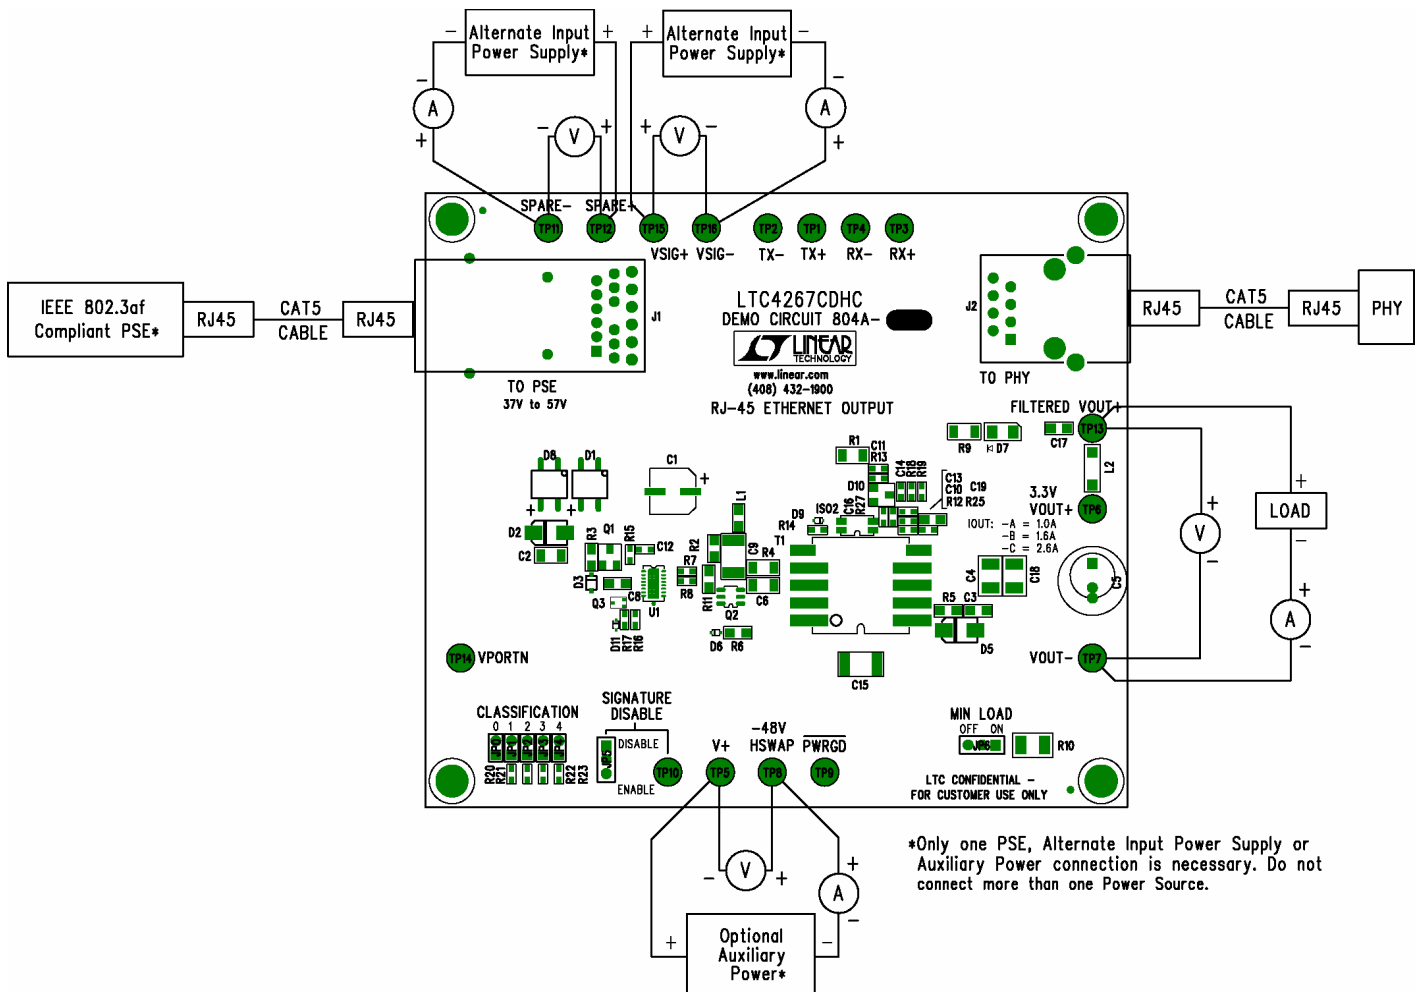 Alternate Input
Power Supply*
Alternate Input
Power Supply*
- + + -
- A +
- V +
+ V -
- A +
SPARE- SPARE+
TP11 TP12 TP15 TP16 TP2 TP1 TP4 TP3
VSIG+ VSIG- TX- TX+ RX- RX+
IEEE 802.3af
Compliant PSE*
RJ45
CAT5
CABLE
RJ45
J1
TO PSE
37V to 57V
LTC4267CDHC
DEMO CIRCUIT 804A-
LT LINEAR
TECHNOLOGY
www.linear.com
(408) 432-1900
RJ-45 ETHERNET OUTPUT
J2
TO PHY
RJ45
CAT5
CABLE
RJ45
PHY
FILTERED VOUT+
TP13
R9 D7 C17
L2
3.3V
VOUT+
TP6
IOUT: -A = 1.0A
-B = 1.6A
-C = 2.6A
+ V -
+
LOAD
-
+
A
-
D8 D1 C1 +
+ +
D2
C2
R3 Q1 R15 C12
D3
C8
Q3
U1
D11 R17 R16
L1
R2 C9 R4
R7
R8
R11
C6
Q2
D6 R6
R1 C11
R13
C14 R18 R19
C13
C10 C19
R12 R25
D10
D9 ISO2 C16 R27
R14
T1
C4 C18 C5
R5 C3
D5
C15
TP14 VPORTN
VOUT- TP7
CLASSIFICATION
0 1 2 3 4
JP0 JP1 JP2 JP3 JP4
R20 R21 R22 R23
SIGNATURE
DISABLE
DISABLE
JP5
ENABLE
TP10
V+
TP5
-48V
HSWAP
TP8
PWRGD
TP9
MIN LOAD
OFF ON
JP6
R10
LTC CONFIDENTIAL -
FOR CUSTOMER USE ONLY
- V +
+
A
-
+ -
Optional
Auxiliary
Power*
*Only one PSE, Alternate Input Power Supply or
Auxiliary Power connection is necessary. Do not
connect more than one Power Source.